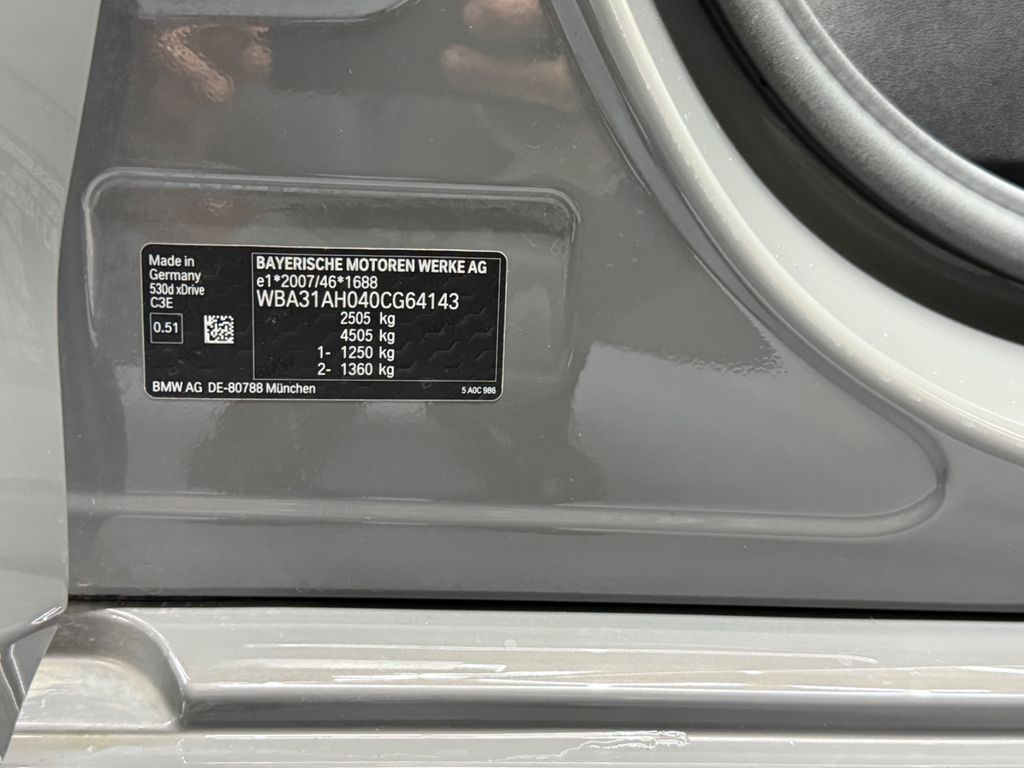 Made in
Germany
530d xDrive
C3E
0.51
BAYERISCHE MOTOREN WERKE AG
e1*2007/46*1688
WBA31AH040CG64143
2505 kg
4505 kg
1- 1250 kg
2- 1360 kg
BMW AG DE-80788 München
5 A0C 986